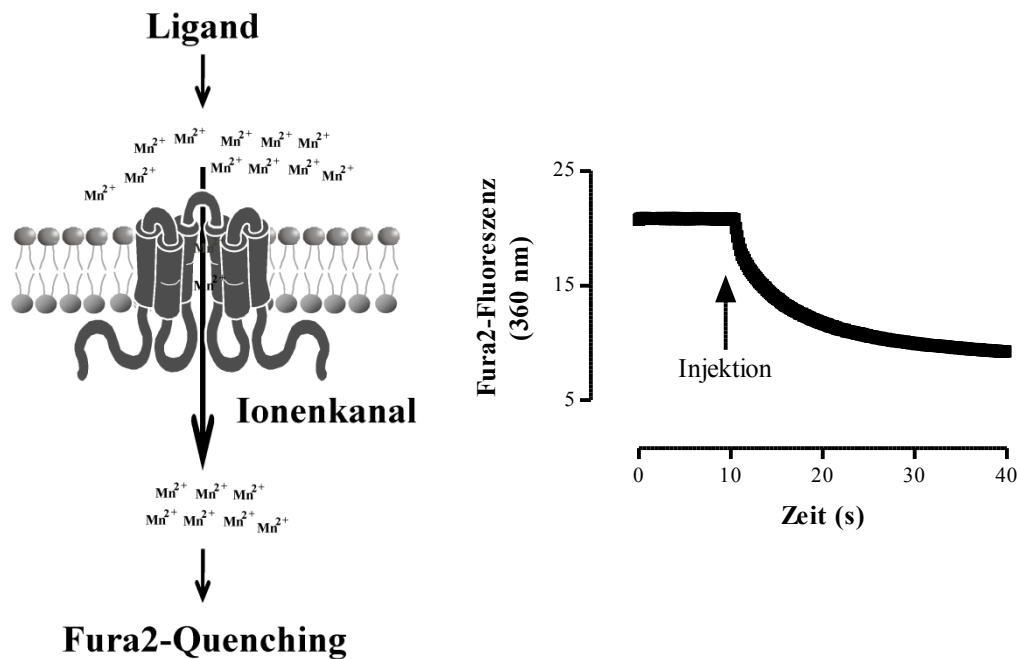 Ligand
Mn²⁺ Mn²⁺ Mn²⁺ Mn²⁺ Mn²⁺
Mn²⁺ Mn²⁺ Mn²⁺ Mn²⁺ Mn²⁺ Mn²⁺
Mn²⁺
Mn²⁺
Ionenkanal
Mn²⁺ Mn²⁺ Mn²⁺
Mn²⁺ Mn²⁺ Mn²⁺ Mn²⁺
Fura2-Quenching
Fura2-Fluoreszenz
(360 nm)
25
15
5
Injektion
0 10 20 30 40
Zeit (s)